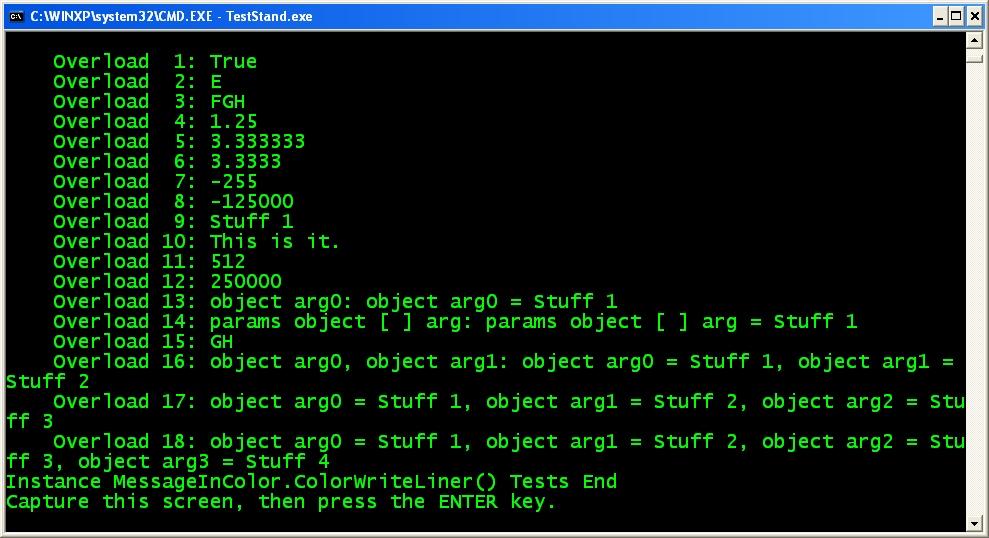 C:\WINXP\system32\CMD.EXE - TestStand.exe
Overload  1: True
Overload  2: E
Overload  3: FGH
Overload  4: 1.25
Overload  5: 3.333333
Overload  6: 3.3333
Overload  7: -255
Overload  8: -125000
Overload  9: Stuff 1
Overload 10: This is it.
Overload 11: 512
Overload 12: 250000
Overload 13: object arg0: object arg0 = Stuff 1
Overload 14: params object [ ] arg: params object [ ] arg = Stuff 1
Overload 15: GH
Overload 16: object arg0, object arg1: object arg0 = Stuff 1, object arg1 =
Stuff 2
Overload 17: object arg0 = Stuff 1, object arg1 = Stuff 2, object arg2 = Stu
ff 3
Overload 18: object arg0 = Stuff 1, object arg1 = Stuff 2, object arg2 = Stu
ff 3, object arg3 = Stuff 4
Instance MessageInColor.ColorWriteLiner() Tests End
Capture this screen, then press the ENTER key.